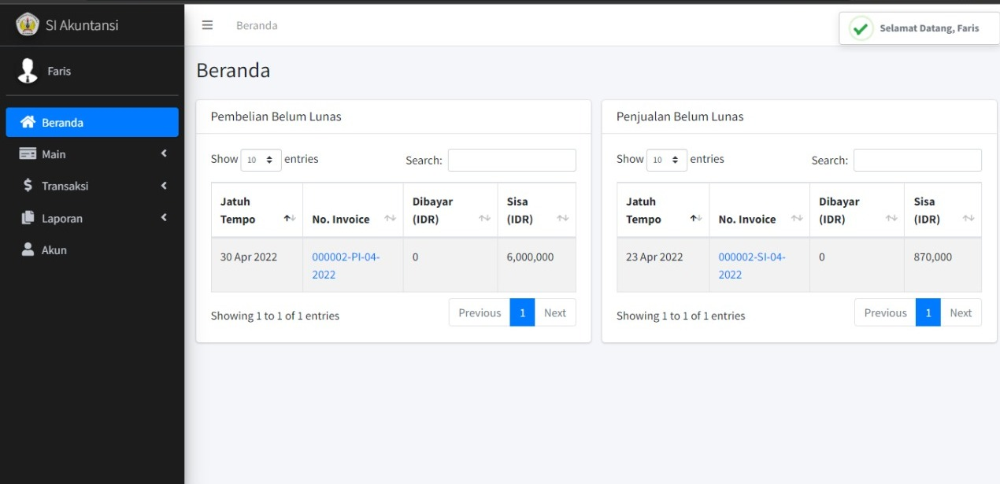 SI Akuntansi
Beranda
Selamat Datang, Faris
Faris
Beranda
Main
Transaksi
Laporan
Akun
Beranda
Pembelian Belum Lunas
Show 10 entries
Search:
Jatuh Tempo
No. Invoice
Dibayar (IDR)
Sisa (IDR)
30 Apr 2022
000002-PI-04-
2022
0
6,000,000
Showing 1 to 1 of 1 entries
Previous 1 Next
Penjualan Belum Lunas
Show 10 entries
Search:
Jatuh Tempo
No. Invoice
Dibayar (IDR)
Sisa (IDR)
23 Apr 2022
000002-SI-04-
2022
0
870,000
Showing 1 to 1 of 1 entries
Previous 1 Next